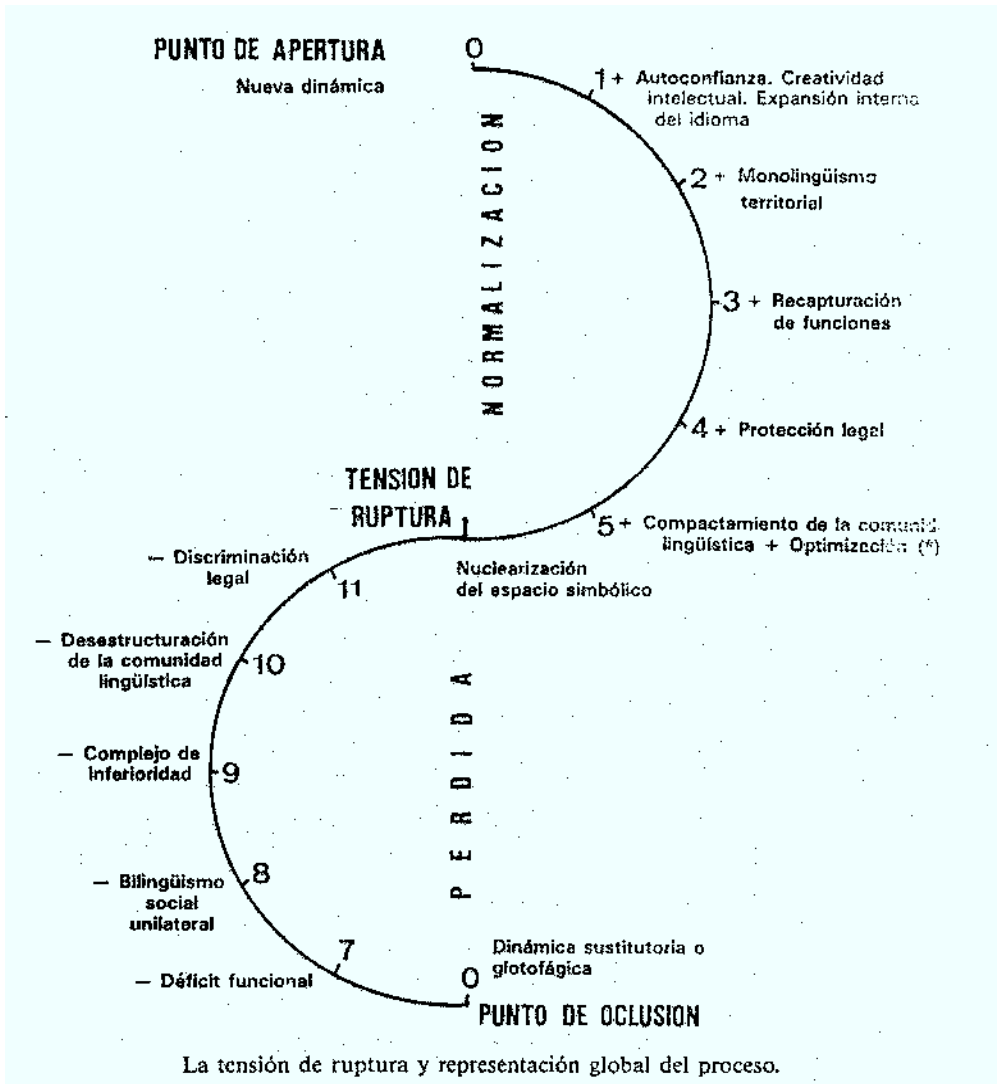 PUNTO DE APERTURA
Nueva dinámica
0
1 + Autoconfianza. Creatividad
intelectual. Expansión interna
del idioma
2 + Monolingüismo
territorial
3 + Recapturación
de funciones
4 + Protección legal
NORMALIZACION
TENSION DE
RUPTURA
5 + Compactamiento de la comunid.
lingüística + Optimización (*)
Nuclearización
del espacio simbólico
— Discriminación
legal
11
— Desestructuración
de la comunidad
lingüística
10
— Complejo de
inferioridad
9
— Bilingüismo
social
unilateral
8
— Déficit funcional
7
PERDIDA
Dinámica sustitutoria o
glotofágica
0
PUNTO DE OCLUSION
La tensión de ruptura y representación global del proceso.